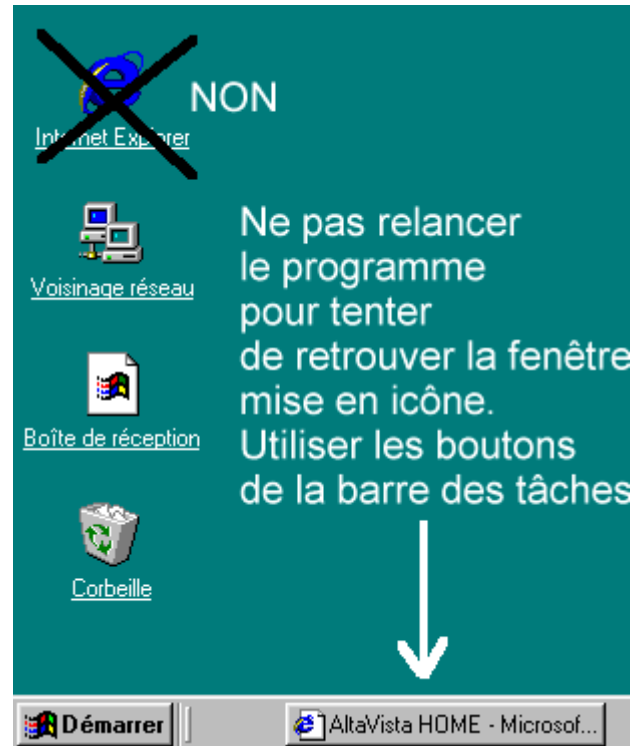 NON
Internet Explorer
Ne pas relancer
le programme
pour tenter
de retrouver la fenêtre
mise en icône.
Utiliser les boutons
de la barre des tâches
Voisinage réseau
Boîte de réception
Corbeille
Démarrer
AltaVista HOME - Microsof...